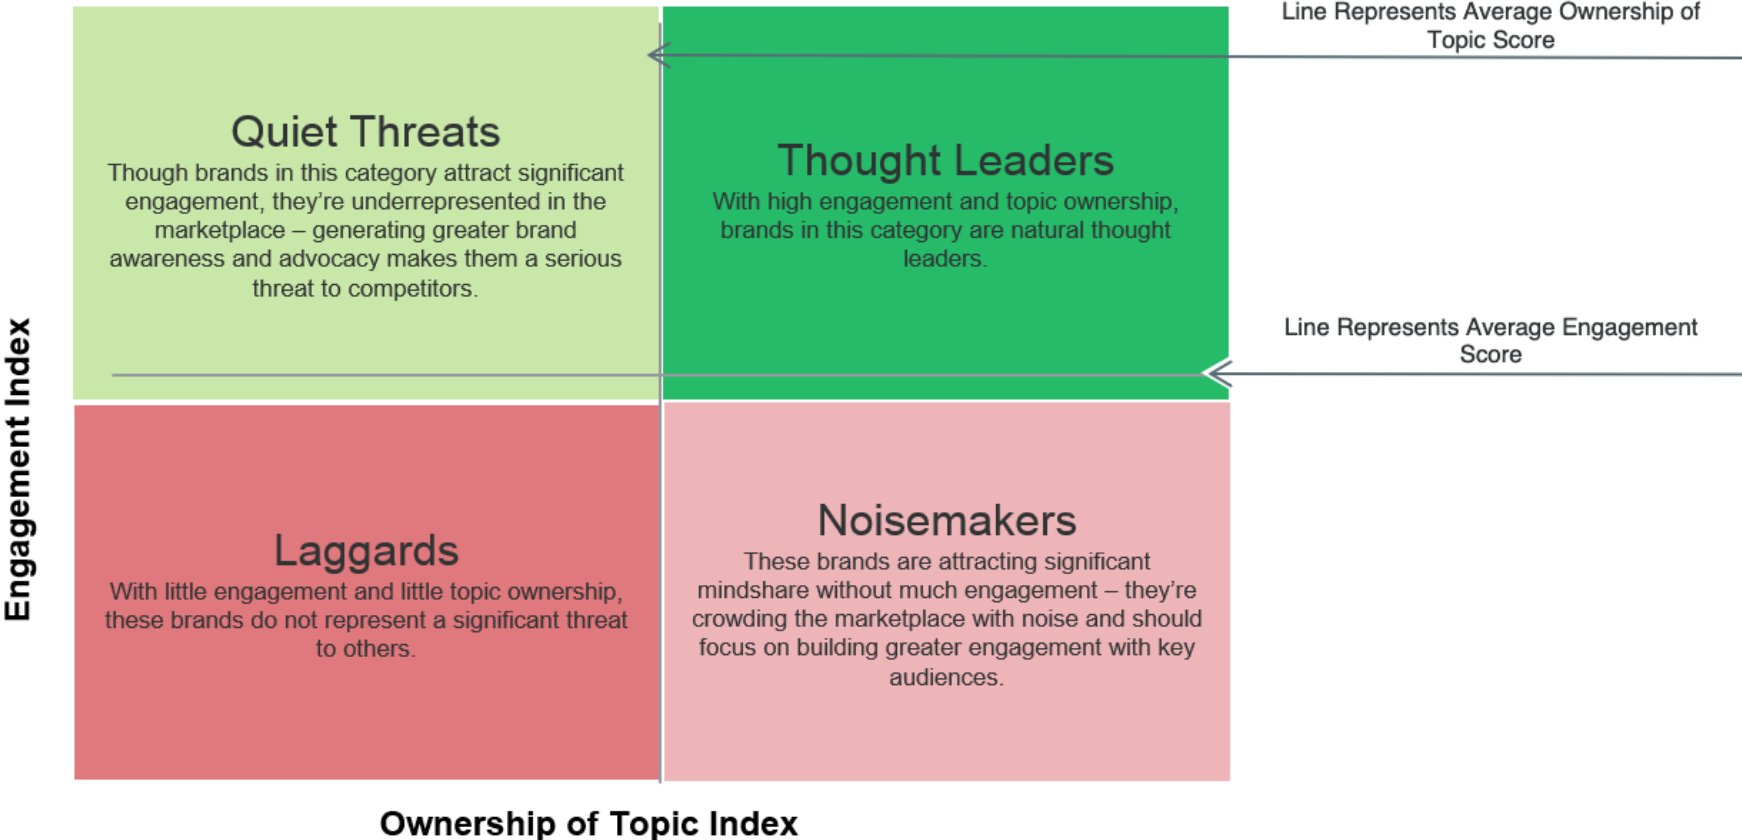 Line Represents Average Ownership of
Topic Score
Quiet Threats
Though brands in this category attract significant
engagement, they’re underrepresented in the
marketplace – generating greater brand
awareness and advocacy makes them a serious
threat to competitors.
Thought Leaders
With high engagement and topic ownership,
brands in this category are natural thought
leaders.
Line Represents Average Engagement
Score
Engagement Index
Laggards
With little engagement and little topic ownership,
these brands do not represent a significant threat
to others.
Noisemakers
These brands are attracting significant
mindshare without much engagement – they’re
crowding the marketplace with noise and should
focus on building greater engagement with key
audiences.
Ownership of Topic Index